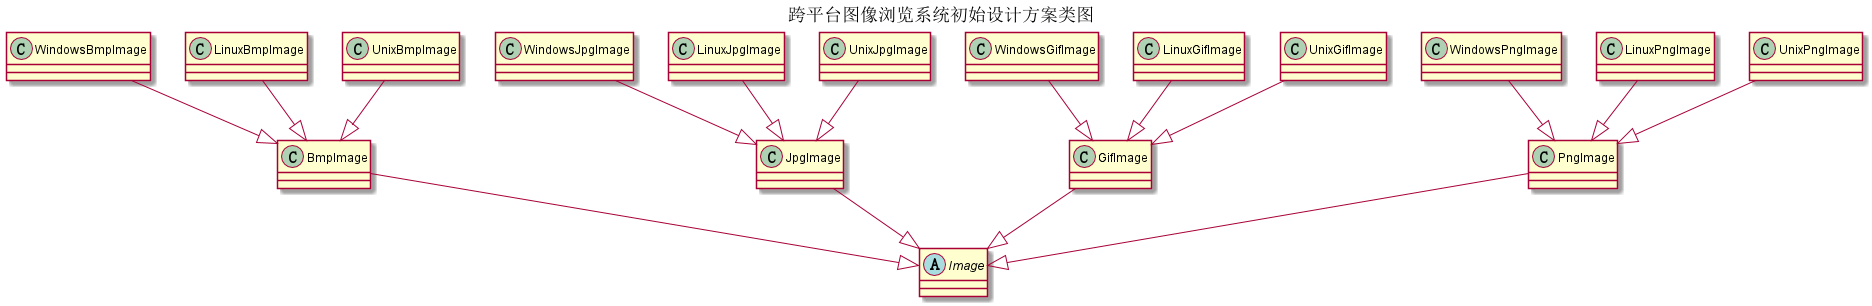 跨平台图像浏览系统初始设计方案类图
C WindowsBmpImage
C LinuxBmpImage
C UnixBmpImage
C WindowsJpgImage
C LinuxJpgImage
C UnixJpgImage
C WindowsGifImage
C LinuxGifImage
C UnixGifImage
C WindowsPngImage
C LinuxPngImage
C UnixPngImage
C BmpImage
C JpgImage
C GifImage
C PngImage
A Image